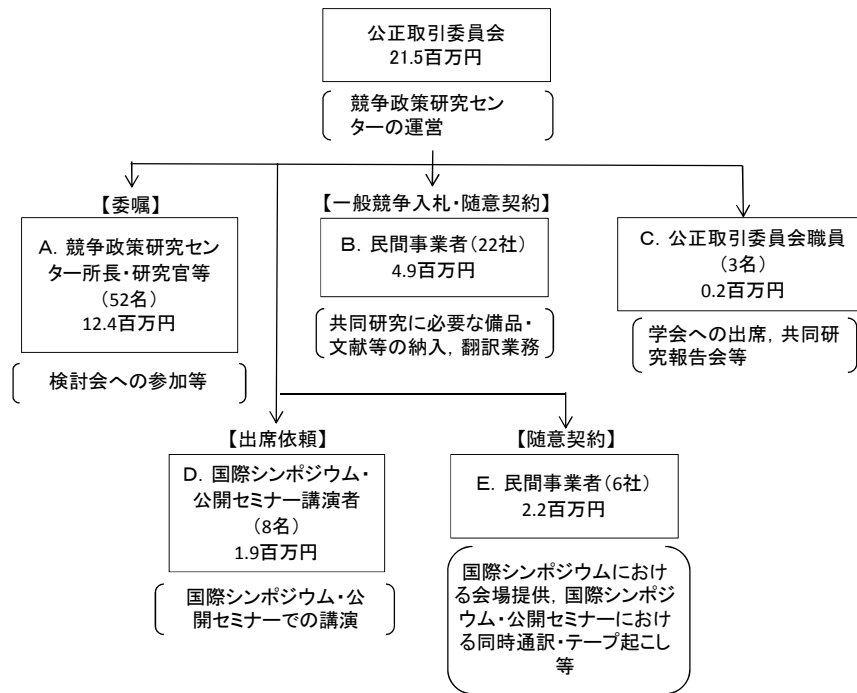 公正取引委員会
21.5百万円
競争政策研究セン
ターの運営
【委嘱】
A．競争政策研究セン
ター所長・研究官等
（52名）
12.4百万円
検討会への参加等
【一般競争入札・随意契約】
B．民間事業者（22社）
4.9百万円
共同研究に必要な備品・
文献等の納入，翻訳業務
C．公正取引委員会職員
（3名）
0.2百万円
学会への出席，共同研
究報告会等
【出席依頼】
D．国際シンポジウム・
公開セミナー講演者
（8名）
1.9百万円
国際シンポジウム・公
開セミナーでの講演
【随意契約】
E．民間事業者（6社）
2.2百万円
国際シンポジウムにおけ
る会場提供，国際シンポジ
ウム・公開セミナーにおけ
る同時通訳・テープ起こし
等